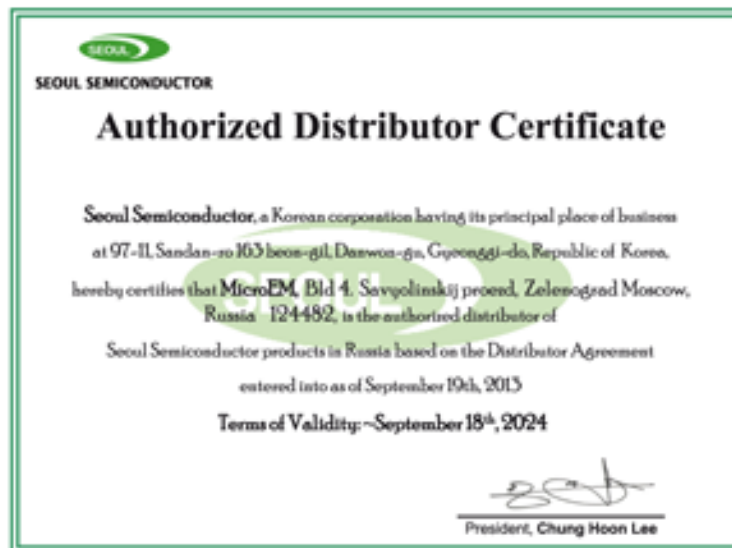 SEOUL
SEOUL SEMICONDUCTOR
Authorized Distributor Certificate
Seoul Semiconductor, a Korean corporation having its principal place of business
at 97-11, Sandan-ro 163 beon-gil, Danwon-gu, Gyeonggi-do, Republic of Korea,
hereby certifies that MicroEM, Bld 4. Savyolinskij proerd, Zelenograd Moscow,
Russia 124482, is the authorized distributor of
Seoul Semiconductor products in Russia based on the Distributor Agreement
entered into as of September 19th, 2013
Terms of Validity: ~September 18th, 2024
President, Chung Hoon Lee